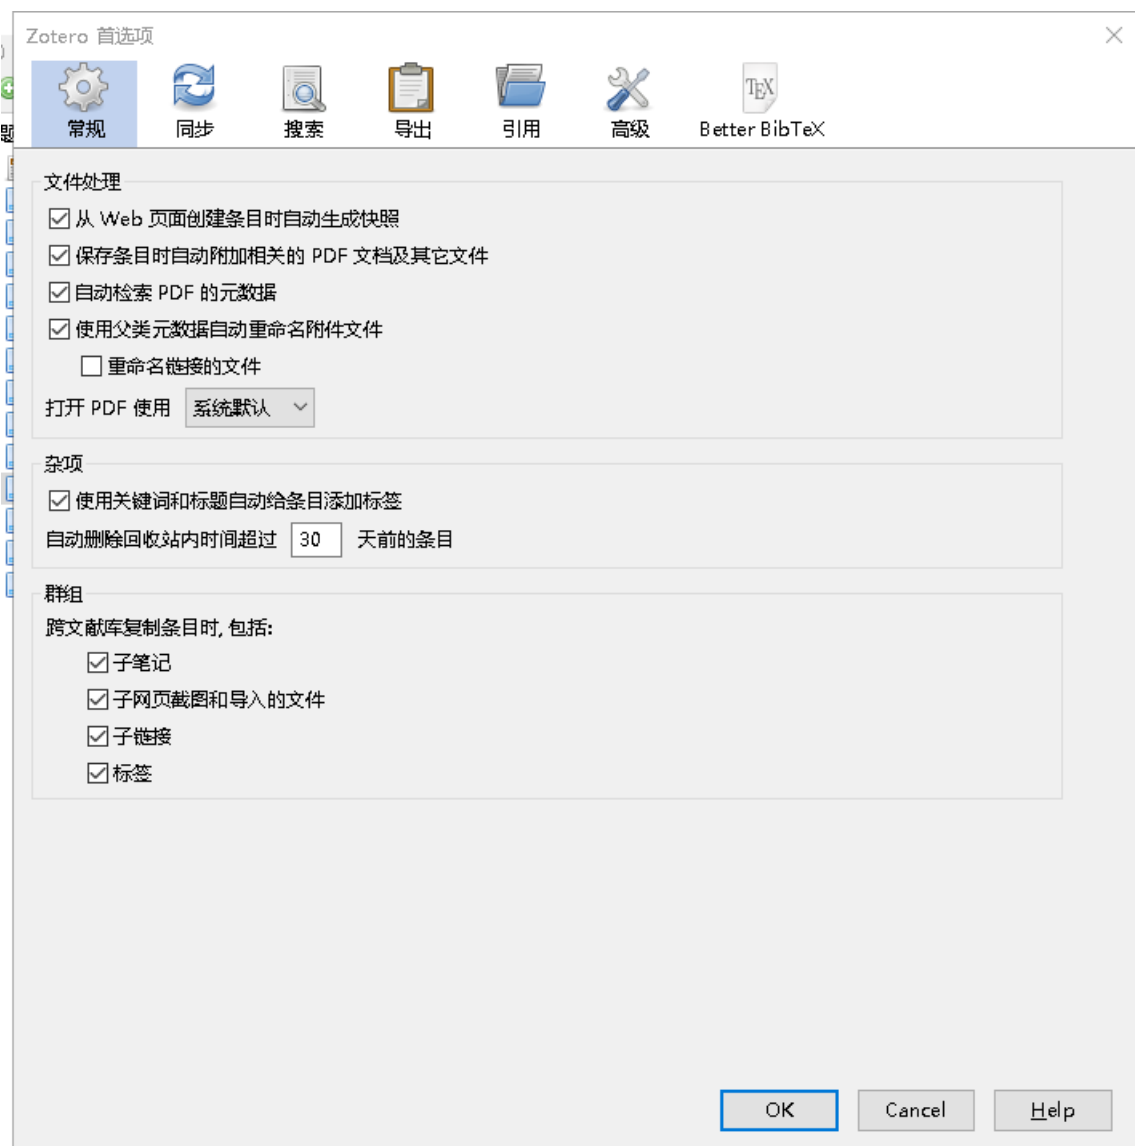 Zotero 首选项
常规 同步 搜索 导出 引用 高级 Better BibTeX
文件处理
从 Web 页面创建条目时自动生成快照
保存条目时自动附加相关的 PDF 文档及其它文件
自动检索 PDF 的元数据
使用父类元数据自动重命名附件文件
重命名链接的文件
打开 PDF 使用 系统默认
杂项
使用关键词和标题自动给条目添加标签
自动删除回收站内时间超过 30 天前的条目
群组
跨文献库复制条目时, 包括:
子笔记
子网页截图和导入的文件
子链接
标签
OK Cancel Help